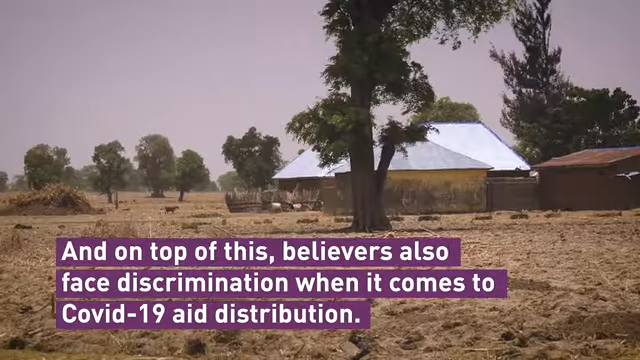 And on top of this, believers also
face discrimination when it comes to
Covid-19 aid distribution.